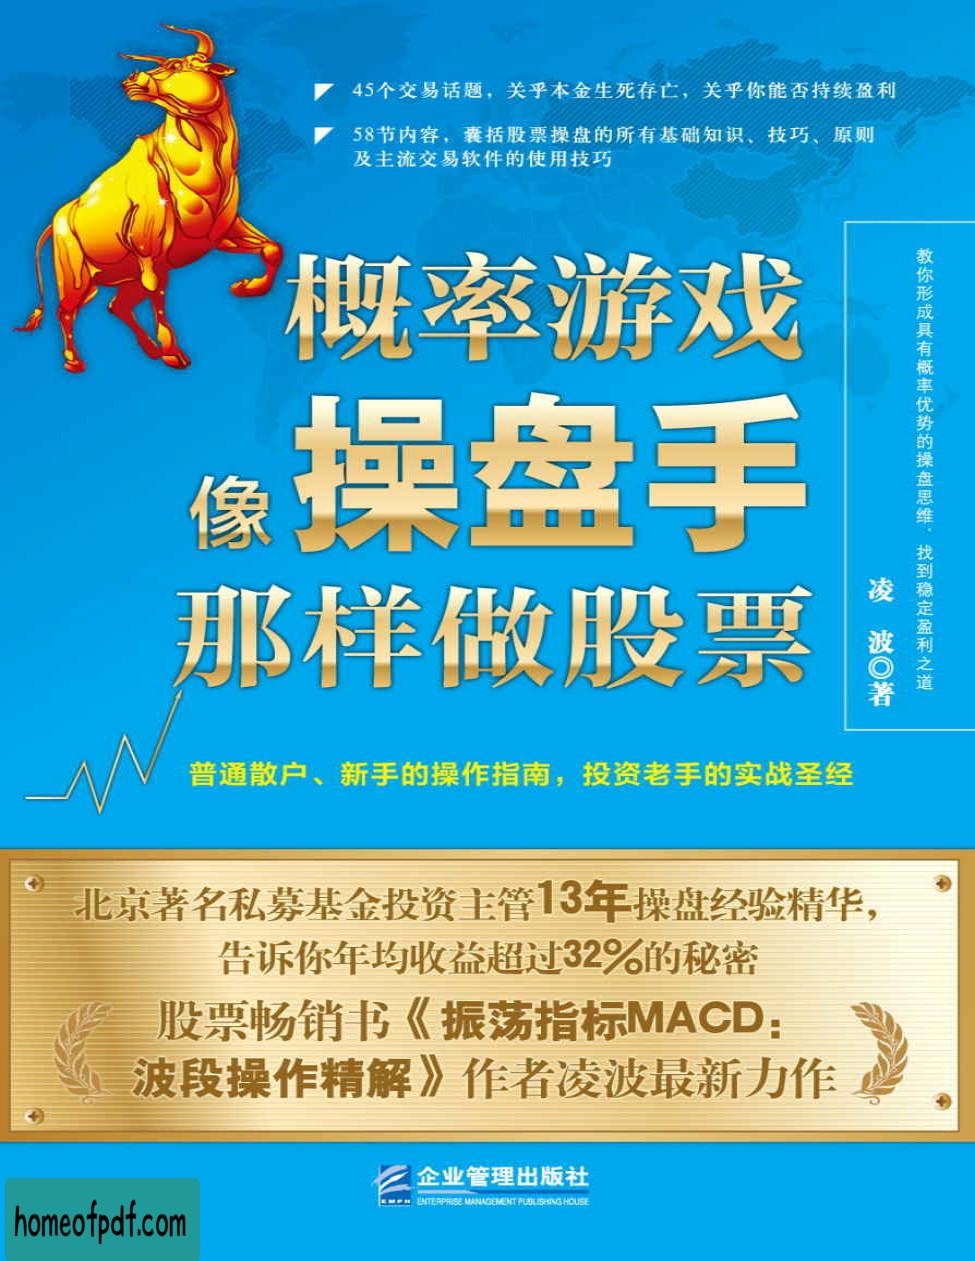 45个交易话题，关乎本金生死存亡，关乎你能否持续盈利
58节内容，囊括股票操盘的所有基础知识、技巧、原则
及主流交易软件的使用技巧
概率游戏
像操盘手
那样做股票
教你形成具有概率优势的操盘思维．找到稳定盈利之道
凌 波◎著
普通散户、新手的操作指南，投资老手的实战圣经
北京著名私募基金投资主管13年操盘经验精华，
告诉你年均收益超过32%的秘密
股票畅销书《振荡指标MACD：
波段操作精解》作者凌波最新力作
EMPH
企业管理出版社
ENTERPRISE MANAGEMENT PUBLISHING HOUSE
homeofpdf.com